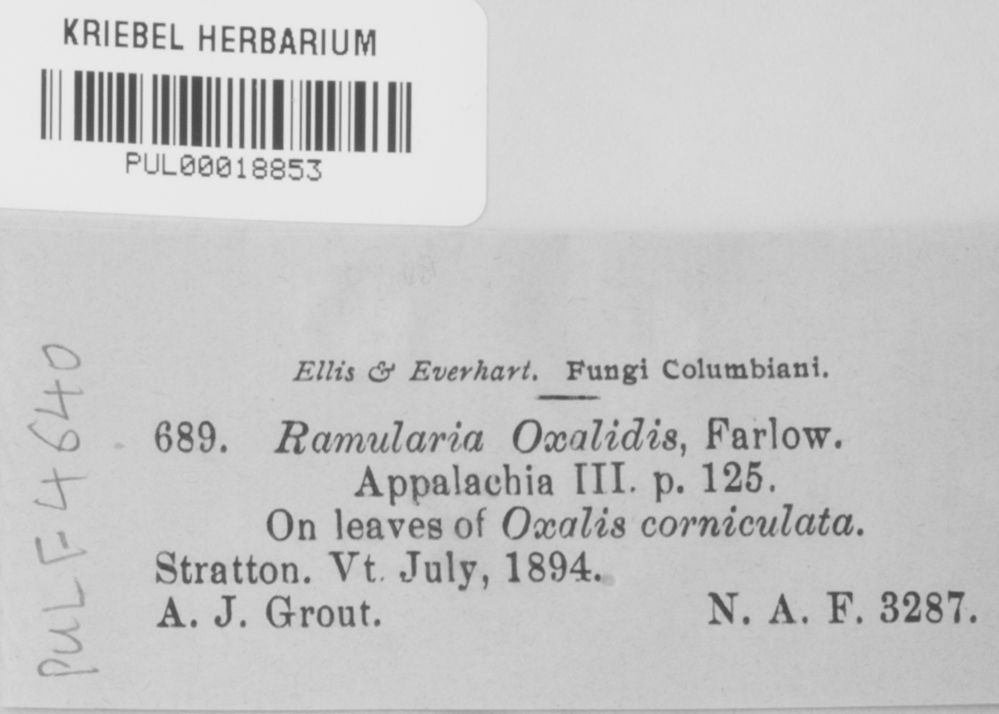 KRIEBEL HERBARIUM
PUL00018853
PUL F 4640
Ellis & Everhart. Fungi Columbiani.
689. Ramularia Oxalidis, Farlow.
Appalachia III. p. 125.
On leaves of Oxalis corniculata.
Stratton. Vt. July, 1894.
A. J. Grout. N. A. F. 3287.